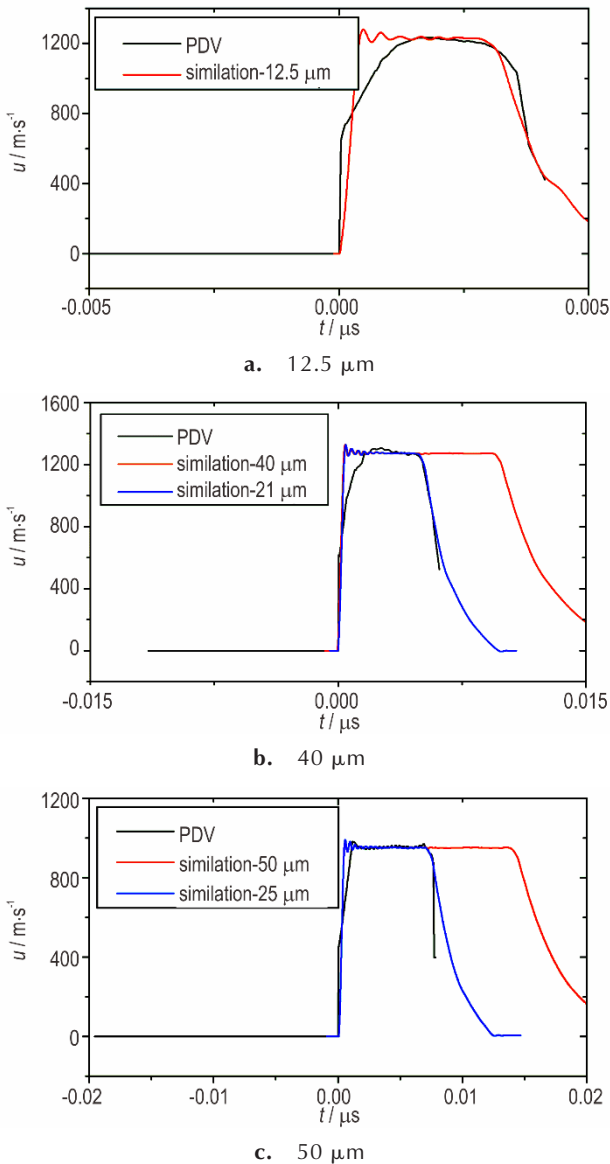 1200
800
400
0
u / m·s⁻¹
PDV
similation-12.5 μm
-0.005
0.000
0.005
t / μs
a. 12.5 μm
1600
1200
800
400
0
u / m·s⁻¹
PDV
similation-40 μm
similation-21 μm
-0.015
0.000
0.015
t / μs
b. 40 μm
1200
900
600
300
0
u / m·s⁻¹
PDV
similation-50 μm
similation-25 μm
-0.02
-0.01
0.00
0.01
0.02
t / μs
c. 50 μm